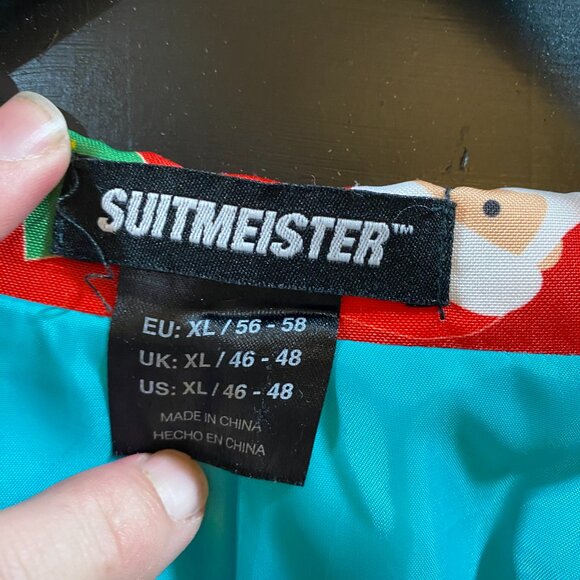 SUITMEISTER™
EU: XL / 56 - 58
UK: XL / 46 - 48
US: XL / 46 - 48
MADE IN CHINA
HECHO EN CHINA